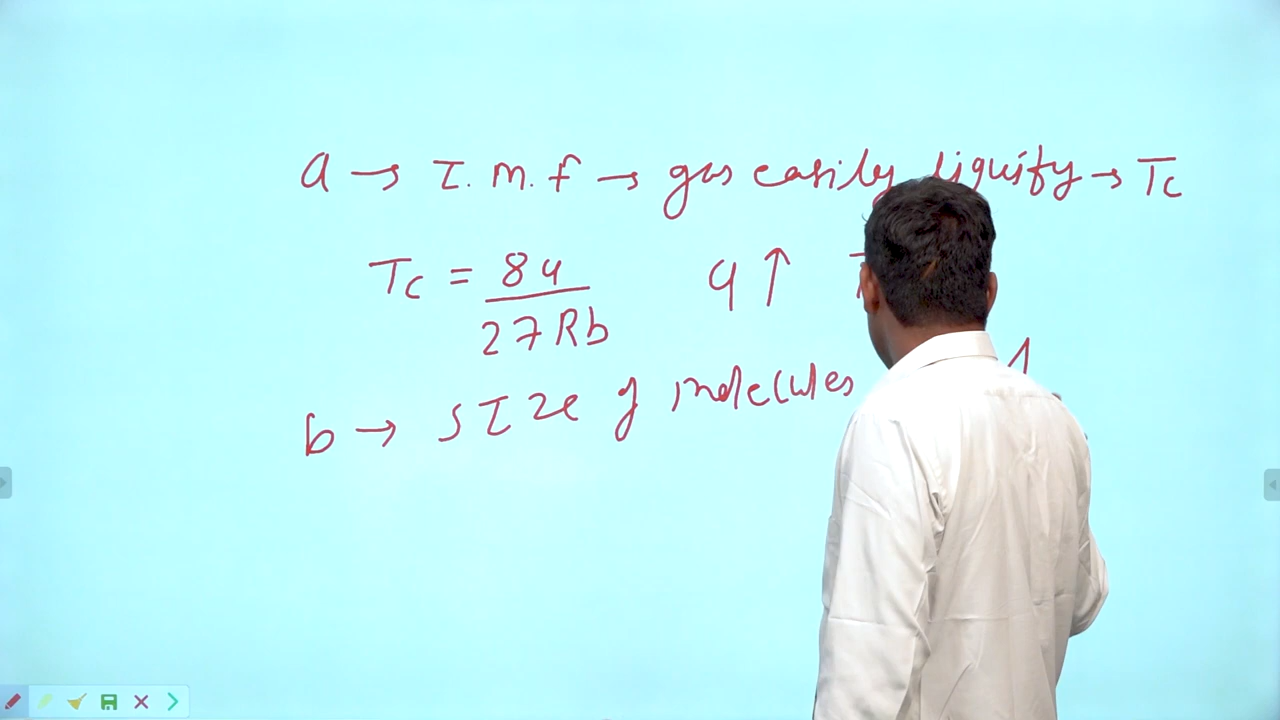 a → I.M.f → gas easily liquify → Tc
Tc = 8a / 27Rb a ↑
b → SIZe of molecules